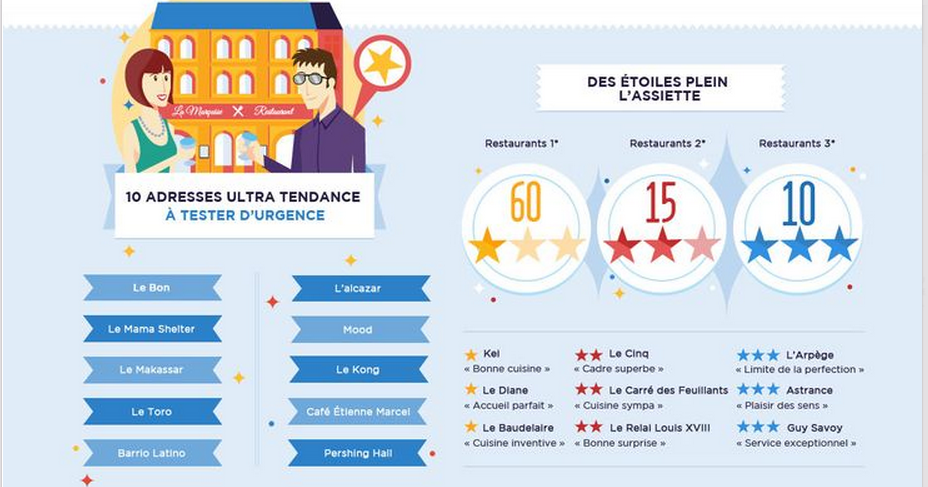 La Marquise Restaurant
10 ADRESSES ULTRA TENDANCE
À TESTER D'URGENCE
Le Bon
L'alcazar
Le Mama Shelter
Mood
Le Makassar
Le Kong
Le Toro
Café Étienne Marcel
Barrio Latino
Pershing Hall
DES ÉTOILES PLEIN
L'ASSIETTE
Restaurants 1*
Restaurants 2*
Restaurants 3*
60
15
10
Kei
« Bonne cuisine »
Le Cinq
« Cadre superbe »
L'Arpège
« Limite de la perfection »
Le Diane
« Accueil parfait »
Le Carré des Feuillants
« Cuisine sympa »
Astrance
« Plaisir des sens »
Le Baudelaire
« Cuisine inventive »
Le Relai Louis XVIII
« Bonne surprise »
Guy Savoy
« Service exceptionnel »